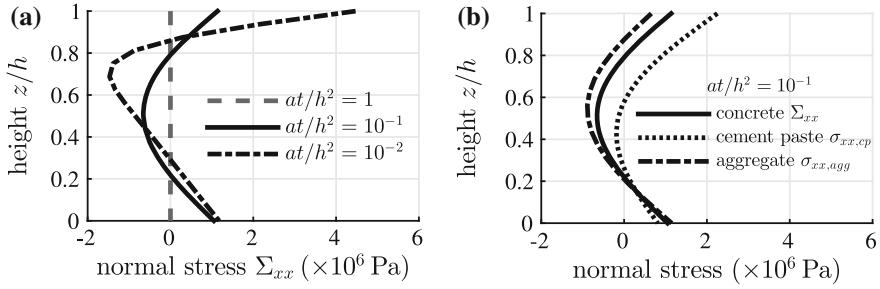 (a)
1
0.8
0.6
0.4
0.2
0
height z/h
at/h² = 1
at/h² = 10⁻¹
at/h² = 10⁻²
-2 0 2 4 6
normal stress Σxx (×10⁶ Pa)
(b)
1
0.8
0.6
0.4
0.2
0
height z/h
at/h² = 10⁻¹
concrete Σxx
cement paste σxx,cp
aggregate σxx,agg
-2 0 2 4 6
normal stress (×10⁶ Pa)